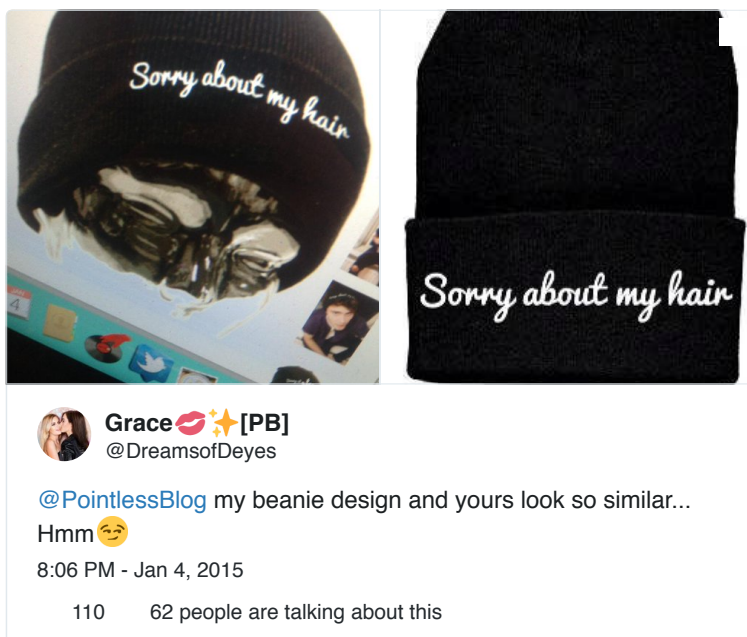 Sorry about my hair
Sorry about my hair
4
Grace💋✨[PB]
@DreamsofDeyes
@PointlessBlog my beanie design and yours look so similar...
Hmm😏
8:06 PM - Jan 4, 2015
110 62 people are talking about this